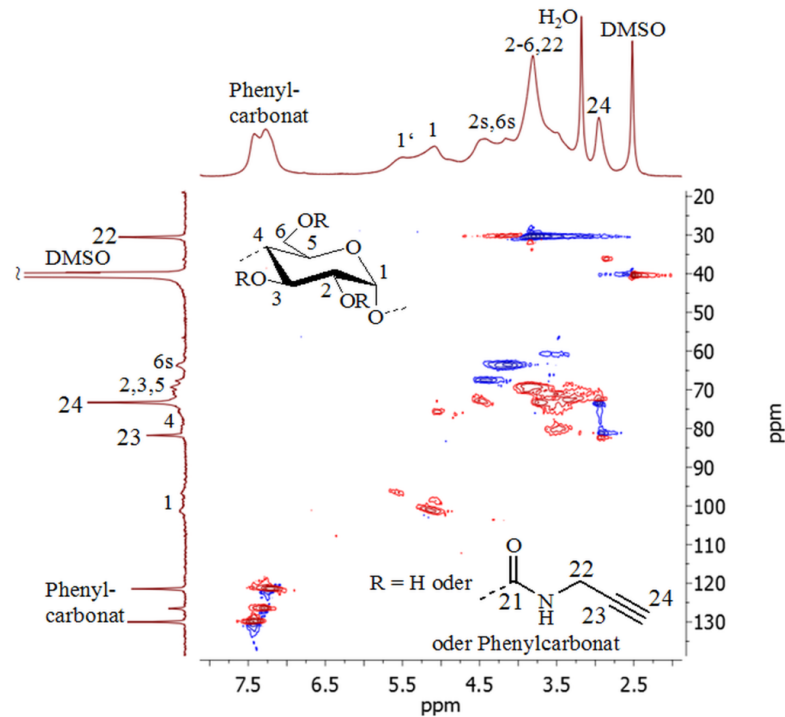 H₂O
DMSO
2-6,22
Phenyl-
carbonat
24
2s,6s
1‘
1
22
DMSO
≈
6s
2,3,5
24
4
23
1
Phenyl-
carbonat
6
OR
4
5
O
1
RO
3
2
OR
O
O
R = H oder
21
N
H
22
23
24
oder Phenylcarbonat
20
30
40
50
60
70
80
90
100
110
120
130
ppm
7.5
6.5
5.5
4.5
3.5
2.5
ppm